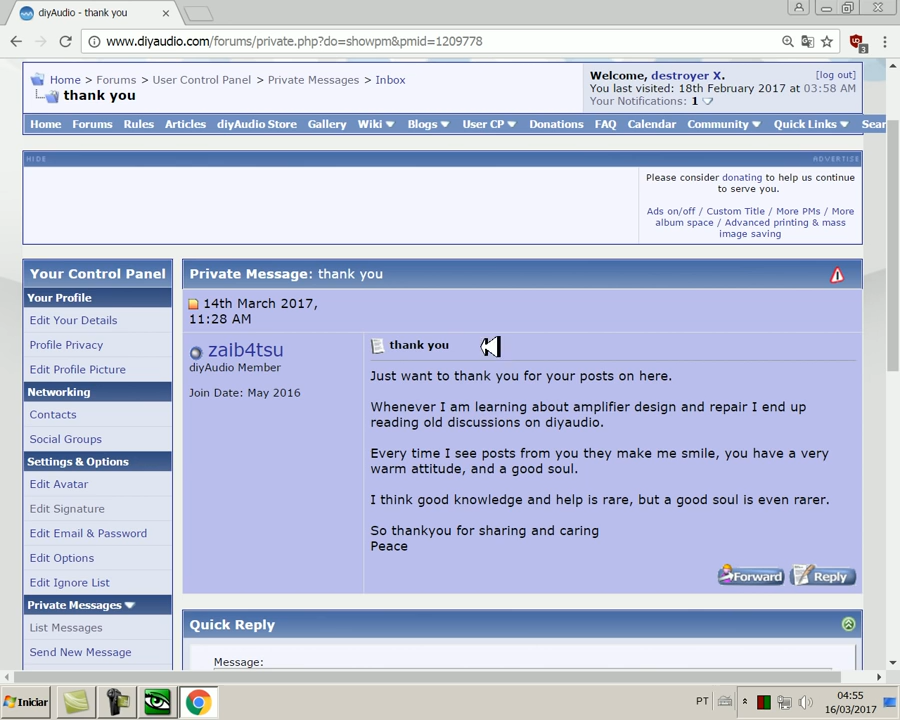 diyAudio - thank you
www.diyaudio.com/forums/private.php?do=showpm&pmid=1209778
Home > Forums > User Control Panel > Private Messages > Inbox
thank you
Welcome, destroyer X.
[log out]
You last visited: 18th February 2017 at 03:58 AM
Your Notifications: 1
Home Forums Rules Articles diyAudio Store Gallery Wiki Blogs User CP Donations FAQ Calendar Community Quick Links Sear
HIDE
ADVERTISE
Please consider donating to help us continue
to serve you.
Ads on/off / Custom Title / More PMs / More
album space / Advanced printing & mass
image saving
Your Control Panel
Your Profile
Edit Your Details
Profile Privacy
Edit Profile Picture
Networking
Contacts
Social Groups
Settings & Options
Edit Avatar
Edit Signature
Edit Email & Password
Edit Options
Edit Ignore List
Private Messages
List Messages
Send New Message
Private Message: thank you
14th March 2017,
11:28 AM
zaib4tsu
diyAudio Member
Join Date: May 2016
thank you
Just want to thank you for your posts on here.
Whenever I am learning about amplifier design and repair I end up
reading old discussions on diyaudio.
Every time I see posts from you they make me smile, you have a very
warm attitude, and a good soul.
I think good knowledge and help is rare, but a good soul is even rarer.
So thankyou for sharing and caring
Peace
Forward
Reply
Quick Reply
Message:
Iniciar
PT
04:55
16/03/2017
3